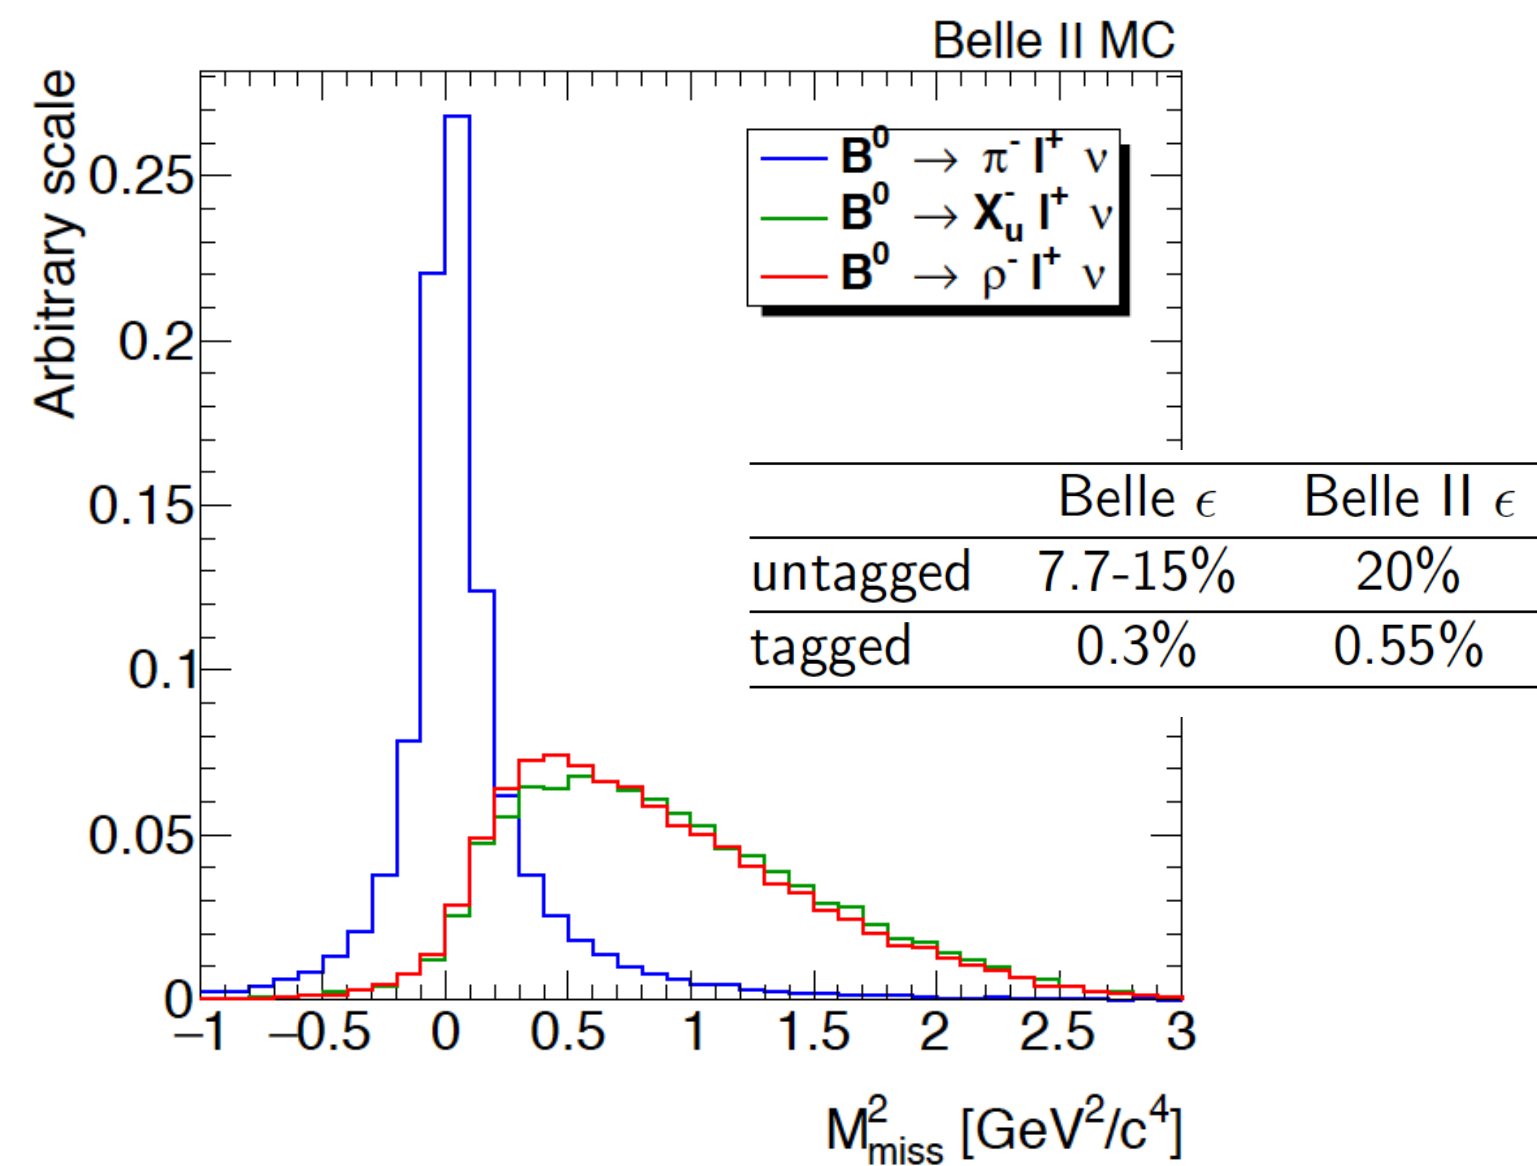 Belle II MC
Arbitrary scale
0.25
0.2
0.15
0.1
0.05
0
B⁰ → π⁻ l⁺ ν
B⁰ → Xᵤ⁻ l⁺ ν
B⁰ → ρ⁻ l⁺ ν
Belle ϵ Belle II ϵ
untagged 7.7-15% 20%
tagged 0.3% 0.55%
−1 −0.5 0 0.5 1 1.5 2 2.5 3
M²miss [GeV²/c⁴]